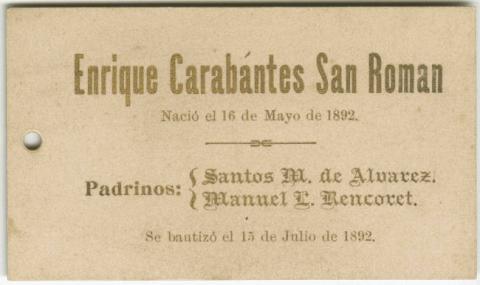 Enrique Carabántes San Roman
Nació el 16 de Mayo de 1892.
Padrinos: Santos M. de Alvarez.
Manuel L. Rencoret.
Se bautizó el 15 de Julio de 1892.